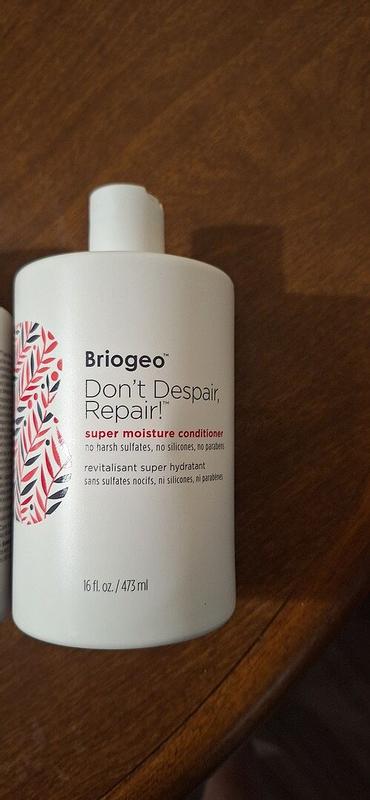 Briogeo™
Don't Despair,
Repair!™
super moisture conditioner
no harsh sulfates, no silicones, no parabens
revitalisant super hydratant
sans sulfates nocifs, ni silicones, ni parabènes
16 fl. oz. / 473 ml